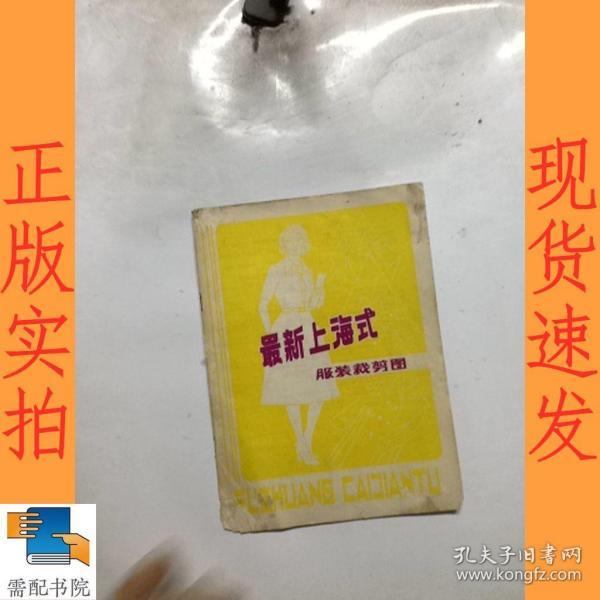 正版实拍
现货速发
最新上海式
服装裁剪图
FUZHUANG CAIJIANTU
需配书院
孔夫子旧书网
www.kongfz.com